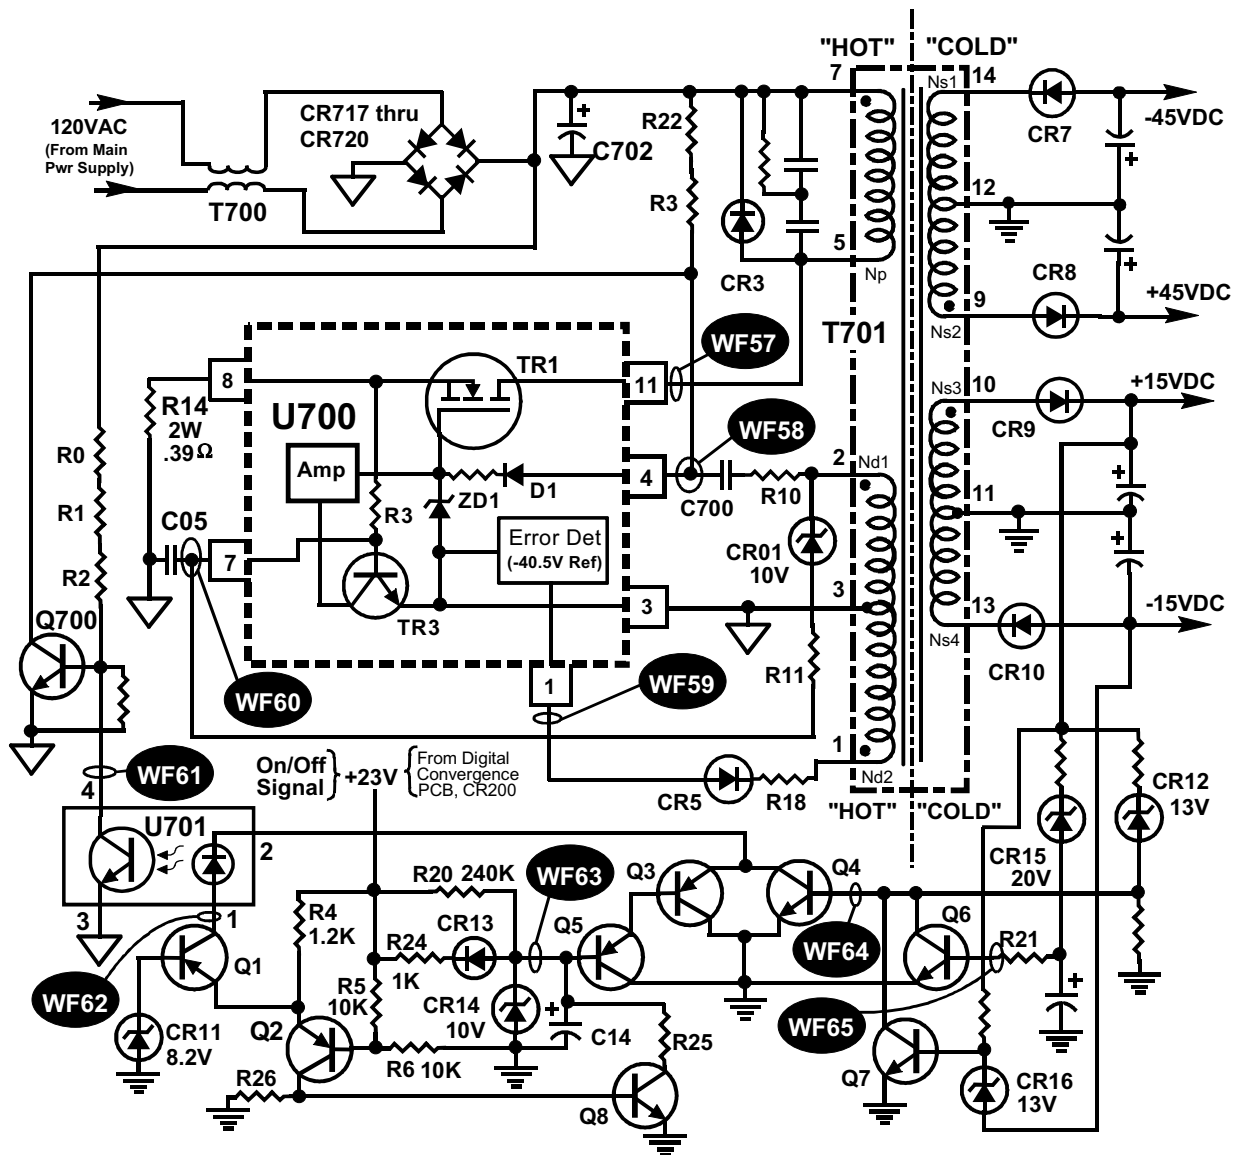 "HOT" "COLD"
7
Ns1
14
120VAC
(From Main
Pwr Supply)
CR717 thru
CR720
+
C702
R22
CR7
-45VDC
+
T700
R3
12
5
CR3
Np
+
CR8
9
+45VDC
Ns2
T701
WF57
TR1
8
11
Ns3
10
+15VDC
R14
2W
.39Ω
U700
CR9
WF58
R0
Amp
2
Nd1
4
D1
+
R10
C700
ZD1
11
R1
C05
R3
Error Det
(-40.5V Ref)
CR01
10V
+
7
R2
3
3
13
-15VDC
Q700
TR3
Ns4
CR10
R11
1
WF59
WF60
1
WF61
On/Off
Signal
+23V
From Digital
Convergence
PCB, CR200
4
Nd2
CR5
R18
CR12
13V
"HOT" "COLD"
U701
2
CR15
20V
R20 240K
WF63
Q3
Q4
3
1
R4
1.2K
CR13
Q5
Q6
R24
1K
WF64
R21
Q1
WF62
R5
10K
CR14
10V
+
+
WF65
CR11
8.2V
Q2
C14
R25
R6 10K
R26
Q7
CR16
13V
Q8